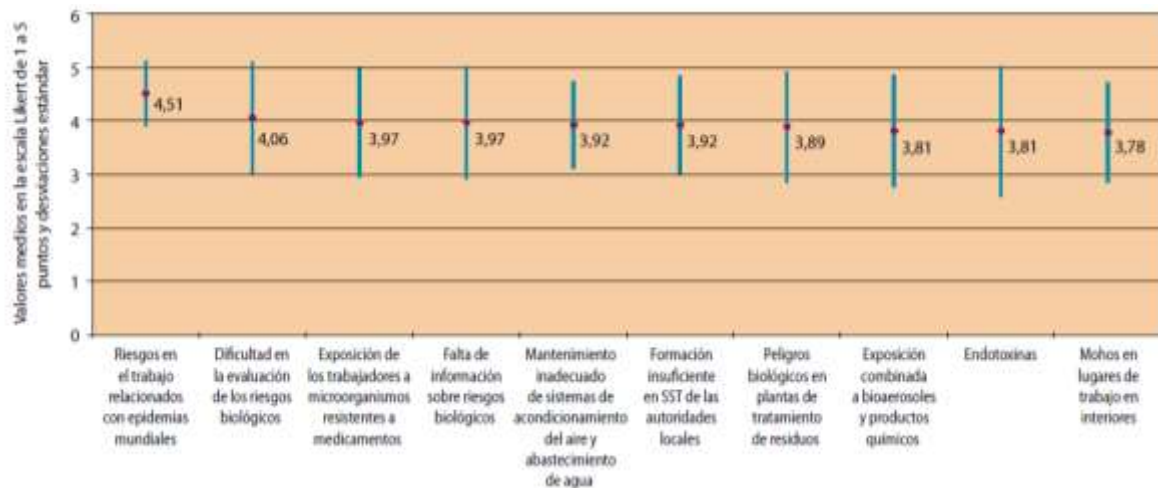 Valores medios en la escala Likert de 1 a 5
puntos y desviaciones estándar
6
5
4
3
2
1
0
4,51
4,06
3,97
3,97
3,92
3,92
3,89
3,81
3,81
3,78
Riesgos en
el trabajo
relacionados
con epidemias
mundiales
Dificultad en
la evaluación
de los riesgos
biológicos
Exposición de
los trabajadores a
microorganismos
resistentes a
medicamentos
Falta de
información
sobre riesgos
biológicos
Mantenimiento
inadecuado
de sistemas de
acondicionamiento
del aire y
abastecimiento
de agua
Formación
insuficiente
en SST de las
autoridades
locales
Peligros
biológicos en
plantas de
tratamiento
de residuos
Exposición
combinada
a bioaerosoles
y productos
químicos
Endotoxinas
Mohos en
lugares de
trabajo en
interiores